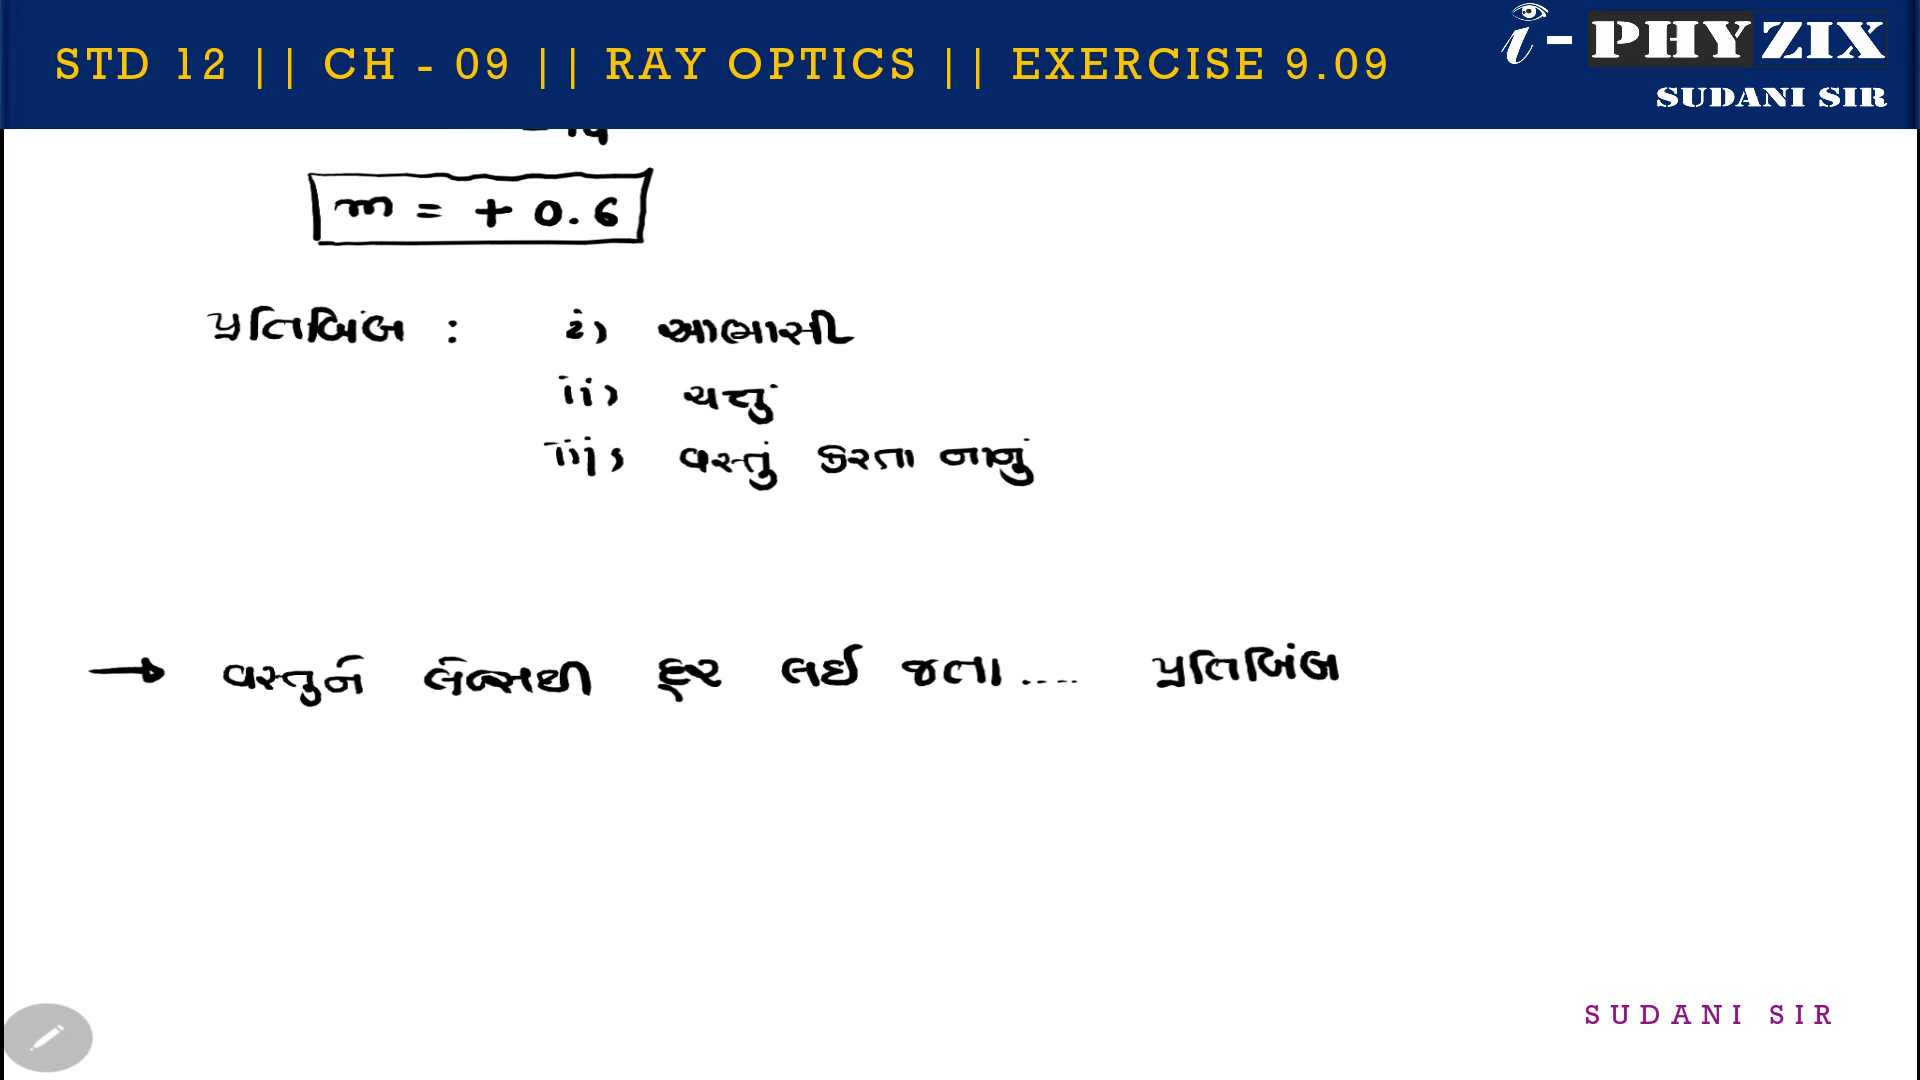 STD 12 || CH - 09 || RAY OPTICS || EXERCISE 9.09
i - PHYZIX
SUDANI SIR
m = + 0.6
પ્રતિબિંબ : i) આભાસી
ii) ચત્તું
iii) વસ્તું કરતા નાનું
→ વસ્તુને લેન્સથી દૂર લઈ જતા .... પ્રતિબિંબ
SUDANI SIR